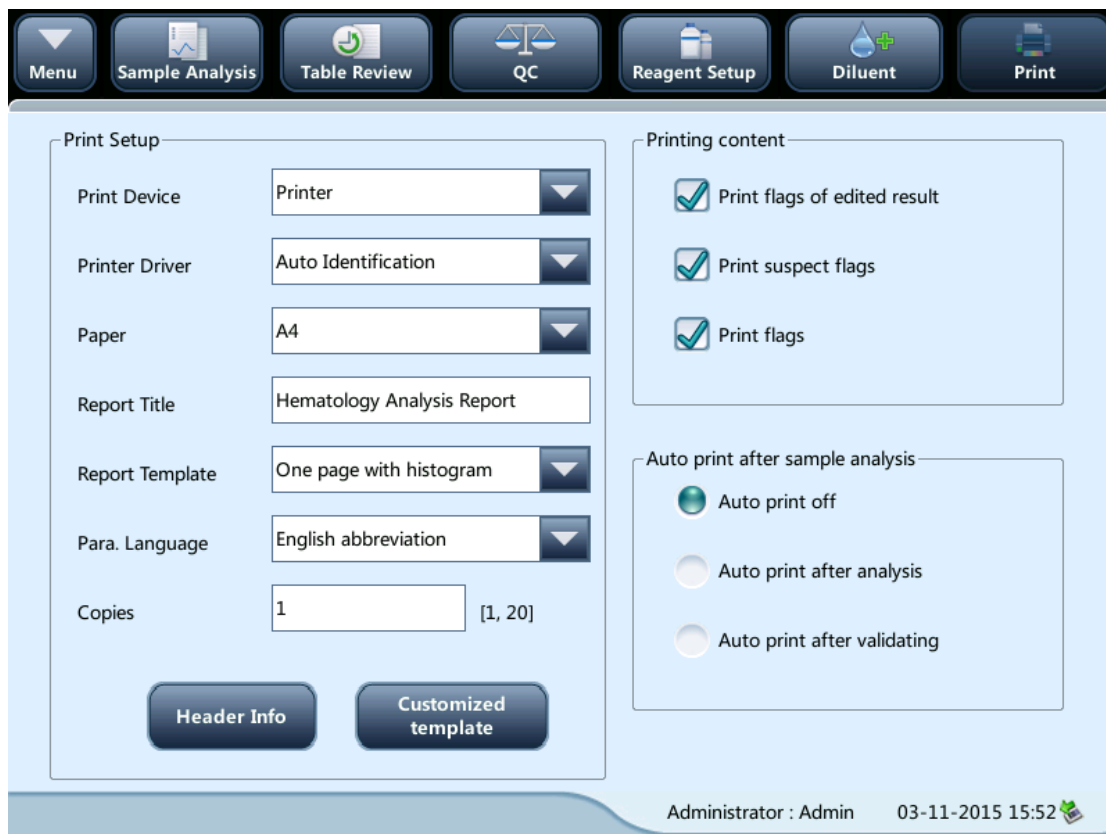 Menu
Sample Analysis
Table Review
QC
Reagent Setup
Diluent
Print
Print Setup
Print Device
Printer
Printer Driver
Auto Identification
Paper
A4
Report Title
Hematology Analysis Report
Report Template
One page with histogram
Para. Language
English abbreviation
Copies
1
[1, 20]
Header Info
Customized
template
Printing content
Print flags of edited result
Print suspect flags
Print flags
Auto print after sample analysis
Auto print off
Auto print after analysis
Auto print after validating
Administrator : Admin
03-11-2015 15:52